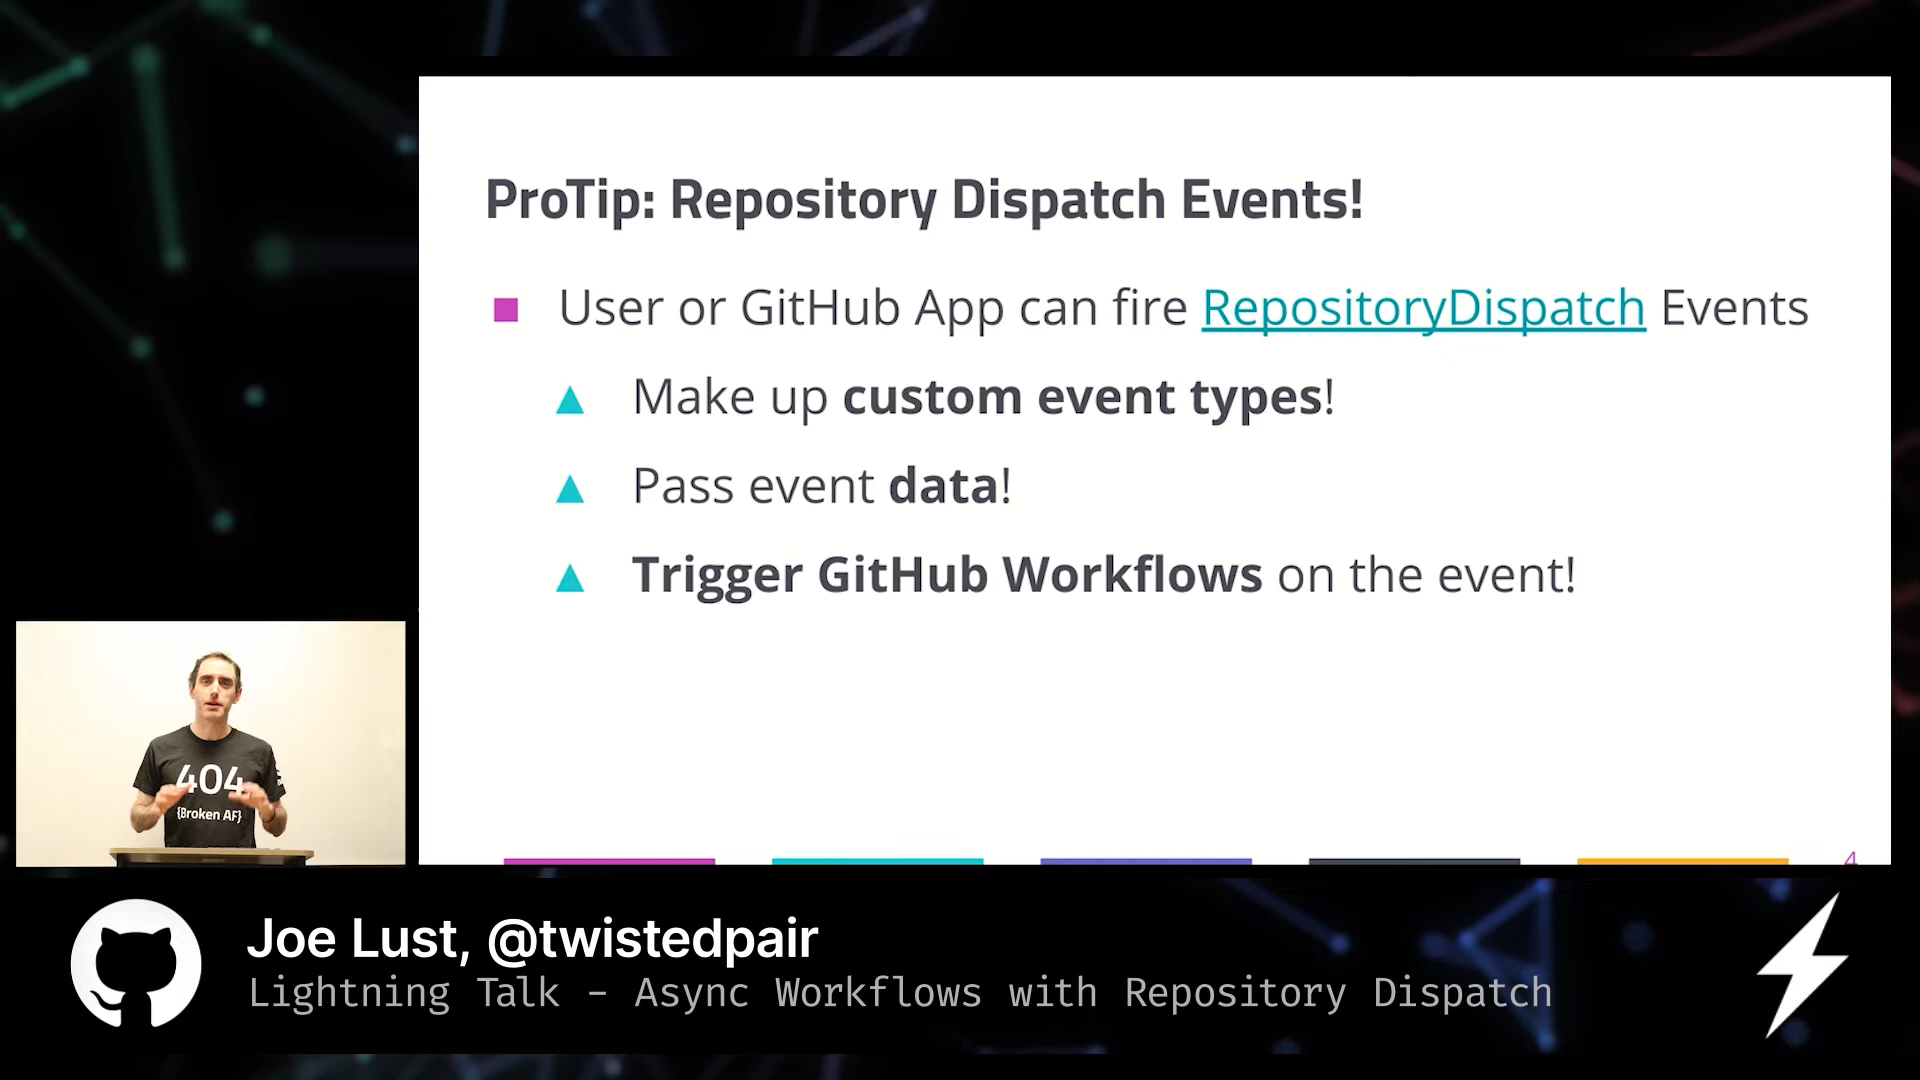 ProTip: Repository Dispatch Events!
User or GitHub App can fire RepositoryDispatch Events
Make up custom event types!
Pass event data!
Trigger GitHub Workflows on the event!
4
404
{Broken AF}
Joe Lust, @twistedpair
Lightning Talk - Async Workflows with Repository Dispatch